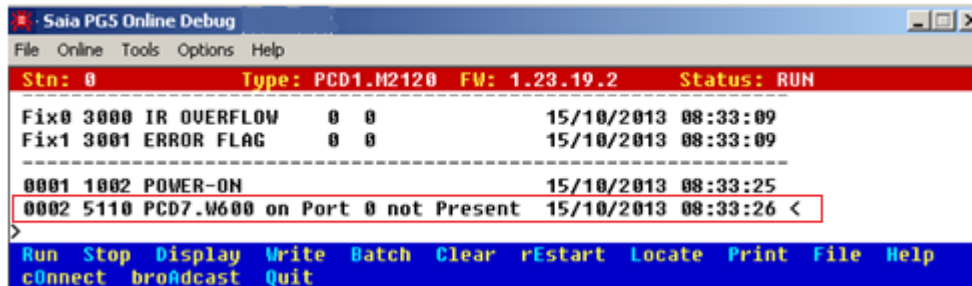 Saia PG5 Online Debug
File Online Tools Options Help
Stn: 0 Type: PCD1.M2120 FW: 1.23.19.2 Status: RUN
Fix0 3000 IR OVERFLOW 0 0 15/10/2013 08:33:09
Fix1 3001 ERROR FLAG 0 0 15/10/2013 08:33:09
0001 1002 POWER-ON 15/10/2013 08:33:25
0002 5110 PCD7.W600 on Port 0 not Present 15/10/2013 08:33:26 <
>
Run Stop Display Write Batch Clear rEstart Locate Print File Help
cOnnect broAdcast Quit